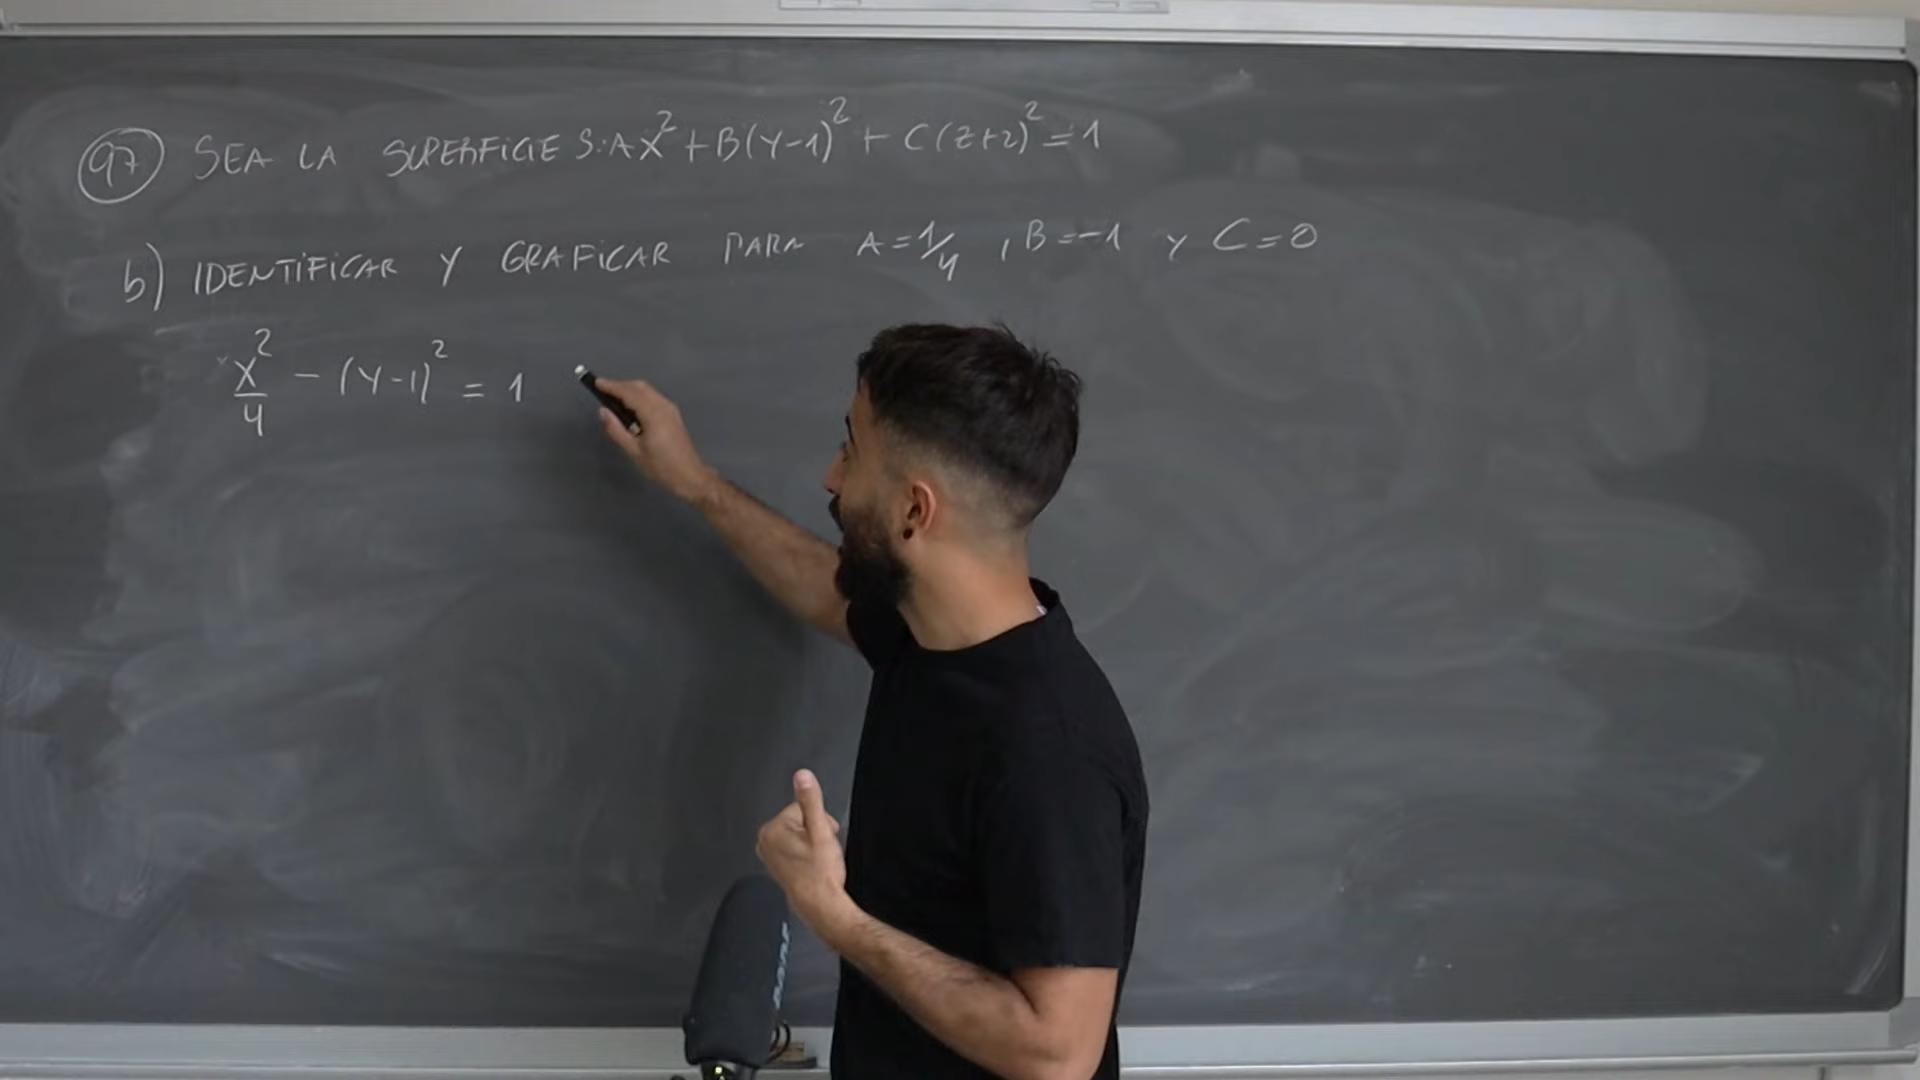 97 SEA LA SUPERFICIE S: AX² + B(Y-1)² + C(Z+2)² = 1
b) IDENTIFICAR Y GRAFICAR PARA A = 1/4 , B = -1 Y C = 0
X²/4 - (Y-1)² = 1